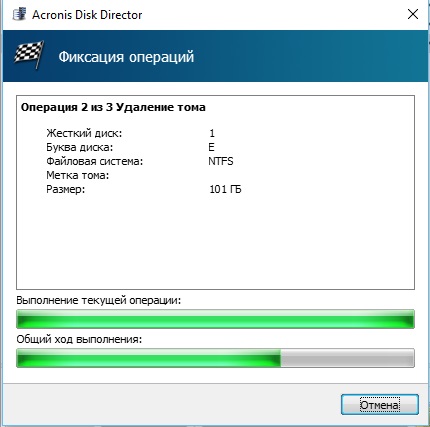 Acronis Disk Director
Фиксация операций
Операция 2 из 3 Удаление тома
Жесткий диск: 1
Буква диска: E
Файловая система: NTFS
Метка тома:
Размер: 101 ГБ
Выполнение текущей операции:
Общий ход выполнения:
Отмена